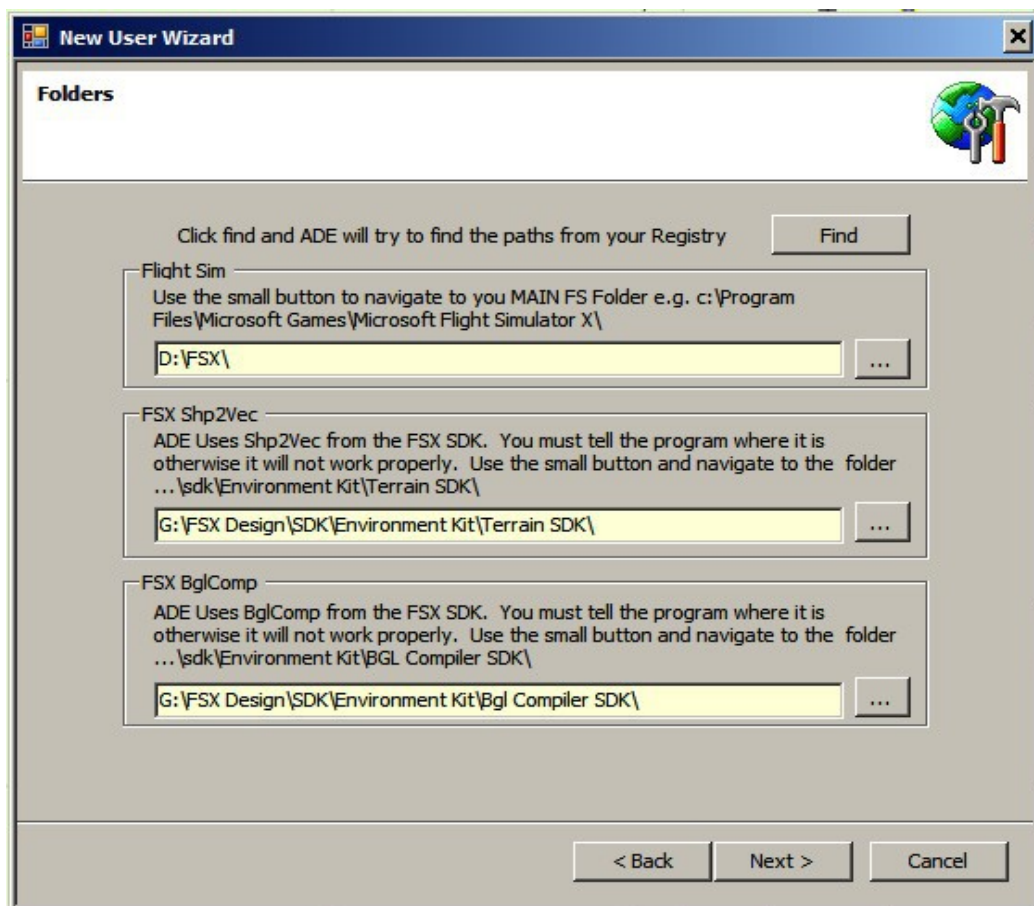 New User Wizard
Folders
Click find and ADE will try to find the paths from your Registry
Find
Flight Sim
Use the small button to navigate to you MAIN FS Folder e.g. c:\Program
Files\Microsoft Games\Microsoft Flight Simulator X\
D:\FSX\
...
FSX Shp2Vec
ADE Uses Shp2Vec from the FSX SDK.  You must tell the program where it is
otherwise it will not work properly.  Use the small button and navigate to the  folder
...\sdk\Environment Kit\Terrain SDK\
G:\FSX Design\SDK\Environment Kit\Terrain SDK\
...
FSX BglComp
ADE Uses BglComp from the FSX SDK.  You must tell the program where it is
otherwise it will not work properly.  Use the small button and navigate to the  folder
...\sdk\Environment Kit\BGL Compiler SDK\
G:\FSX Design\SDK\Environment Kit\Bgl Compiler SDK\
...
< Back
Next >
Cancel